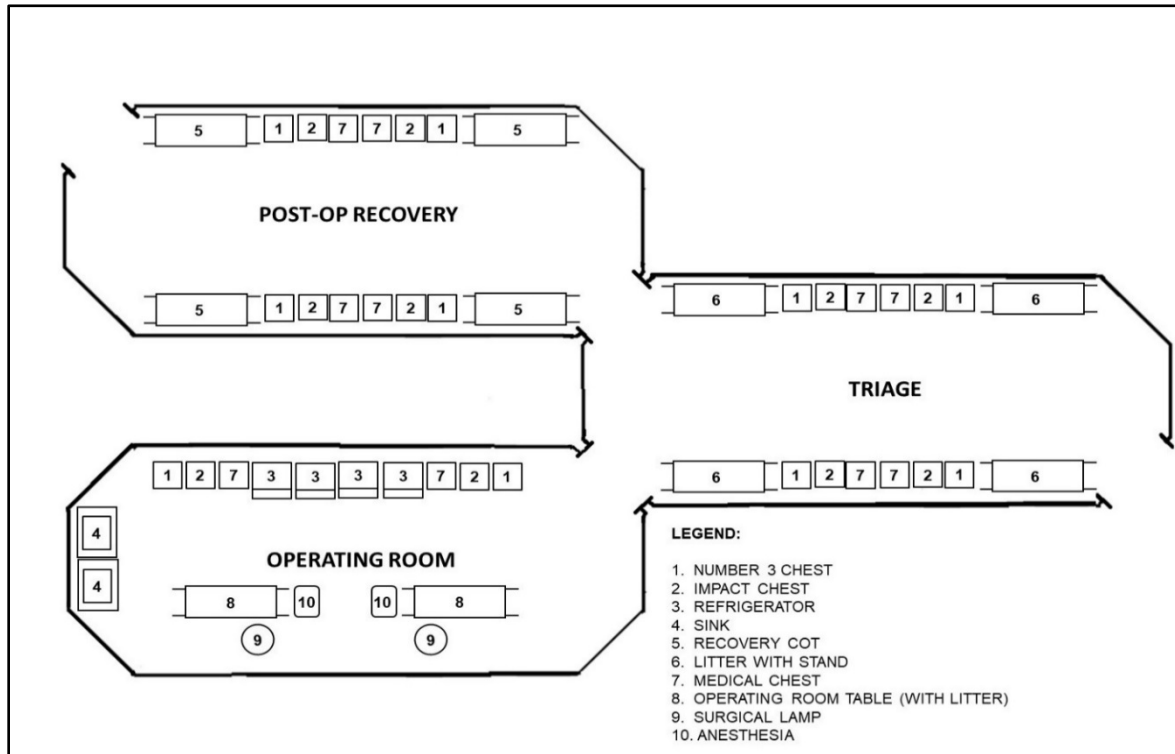 5 1 2 7 7 2 1 5
POST-OP RECOVERY
5 1 2 7 7 2 1 5
6 1 2 7 7 2 1 6
TRIAGE
6 1 2 7 7 2 1 6
1 2 7 3 3 3 3 7 2 1
4
4
OPERATING ROOM
8 10 10 8
9 9
LEGEND:
1. NUMBER 3 CHEST
2. IMPACT CHEST
3. REFRIGERATOR
4. SINK
5. RECOVERY COT
6. LITTER WITH STAND
7. MEDICAL CHEST
8. OPERATING ROOM TABLE (WITH LITTER)
9. SURGICAL LAMP
10. ANESTHESIA